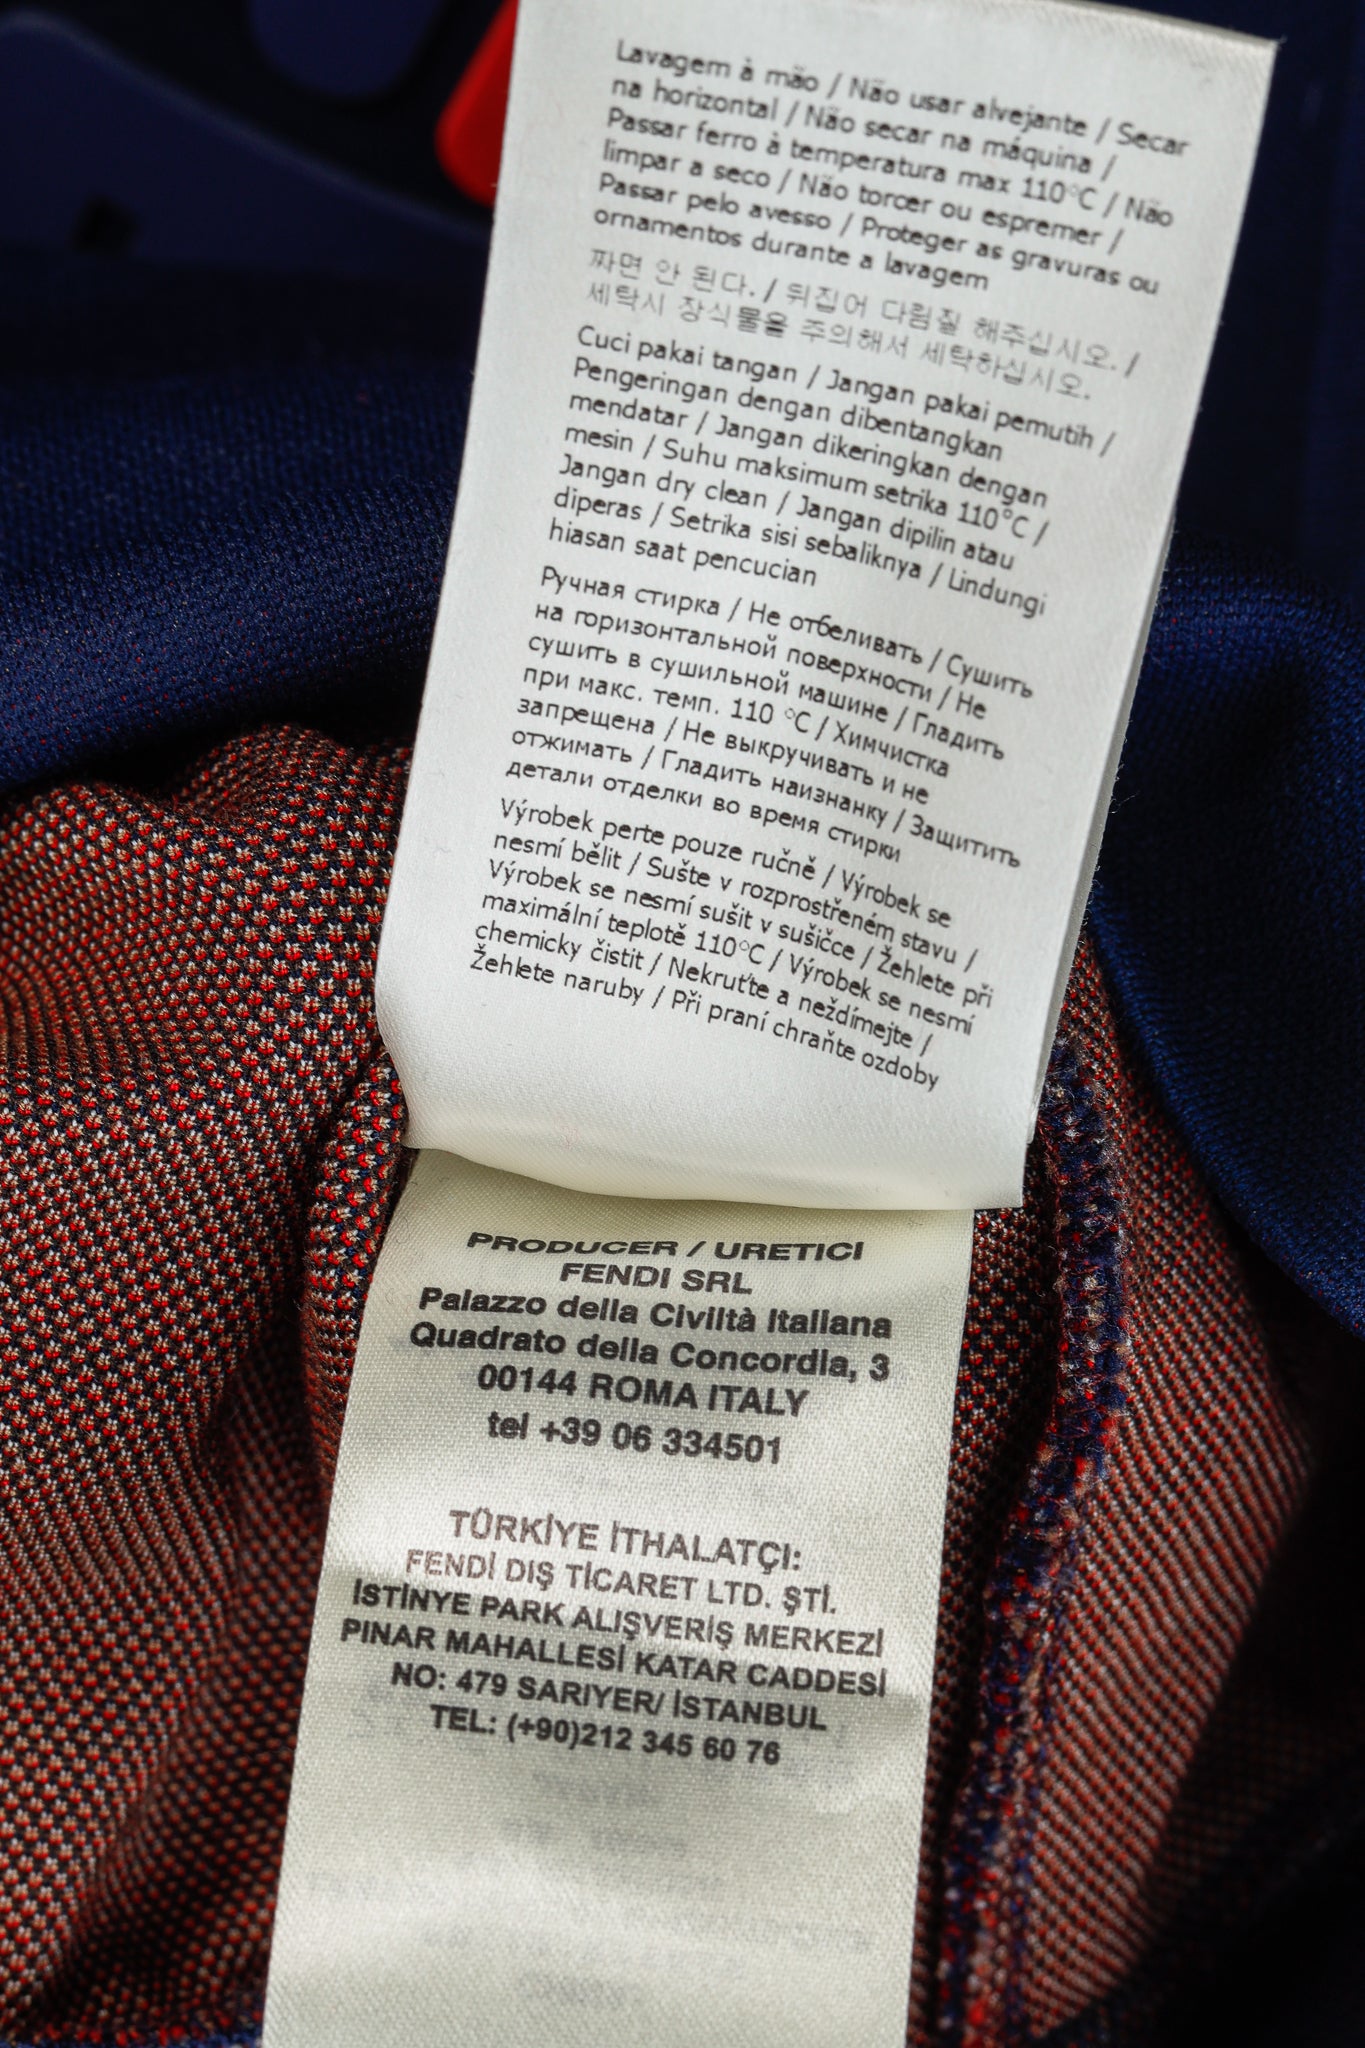 Lavagem à mão / Não usar alvejante / Secar
na horizontal / Não secar na máquina /
Passar ferro à temperatura max 110°C / Não
limpar a seco / Não torcer ou espremer /
Passar pelo avesso / Proteger as gravuras ou
ornamentos durante a lavagem
짜면 안 된다. / 뒤집어 다림질 해주십시오. /
세탁시 장식물을 주의해서 세탁하십시오.
Cuci pakai tangan / Jangan pakai pemutih /
Pengeringan dengan dibentangkan
mendatar / Jangan dikeringkan dengan
mesin / Suhu maksimum setrika 110°C /
Jangan dry clean / Jangan dipilin atau
diperas / Setrika sisi sebaliknya / Lindungi
hiasan saat pencucian
Ручная стирка / Не отбеливать / Сушить
на горизонтальной поверхности / Не
сушить в сушильной машине / Гладить
при макс. темп. 110 °C / Химчистка
запрещена / Не выкручивать и не
отжимать / Гладить наизнанку / Защитить
детали отделки во время стирки
Výrobek perte pouze ručně / Výrobek se
nesmí bělit / Sušte v rozprostřeném stavu /
Výrobek se nesmí sušit v sušičce / Žehlete při
maximální teplotě 110°C / Výrobek se nesmí
chemicky čistit / Nekruťte a neždímejte /
Žehlete naruby / Při praní chraňte ozdoby
PRODUCER / URETICI
FENDI SRL
Palazzo della Civiltà Italiana
Quadrato della Concordia, 3
00144 ROMA ITALY
tel +39 06 334501
TÜRKİYE İTHALATÇI:
FENDİ DIŞ TİCARET LTD. ŞTİ.
İSTİNYE PARK ALIŞVERİŞ MERKEZİ
PINAR MAHALLESİ KATAR CADDESİ
NO: 479 SARIYER/ İSTANBUL
TEL: (+90)212 345 60 76